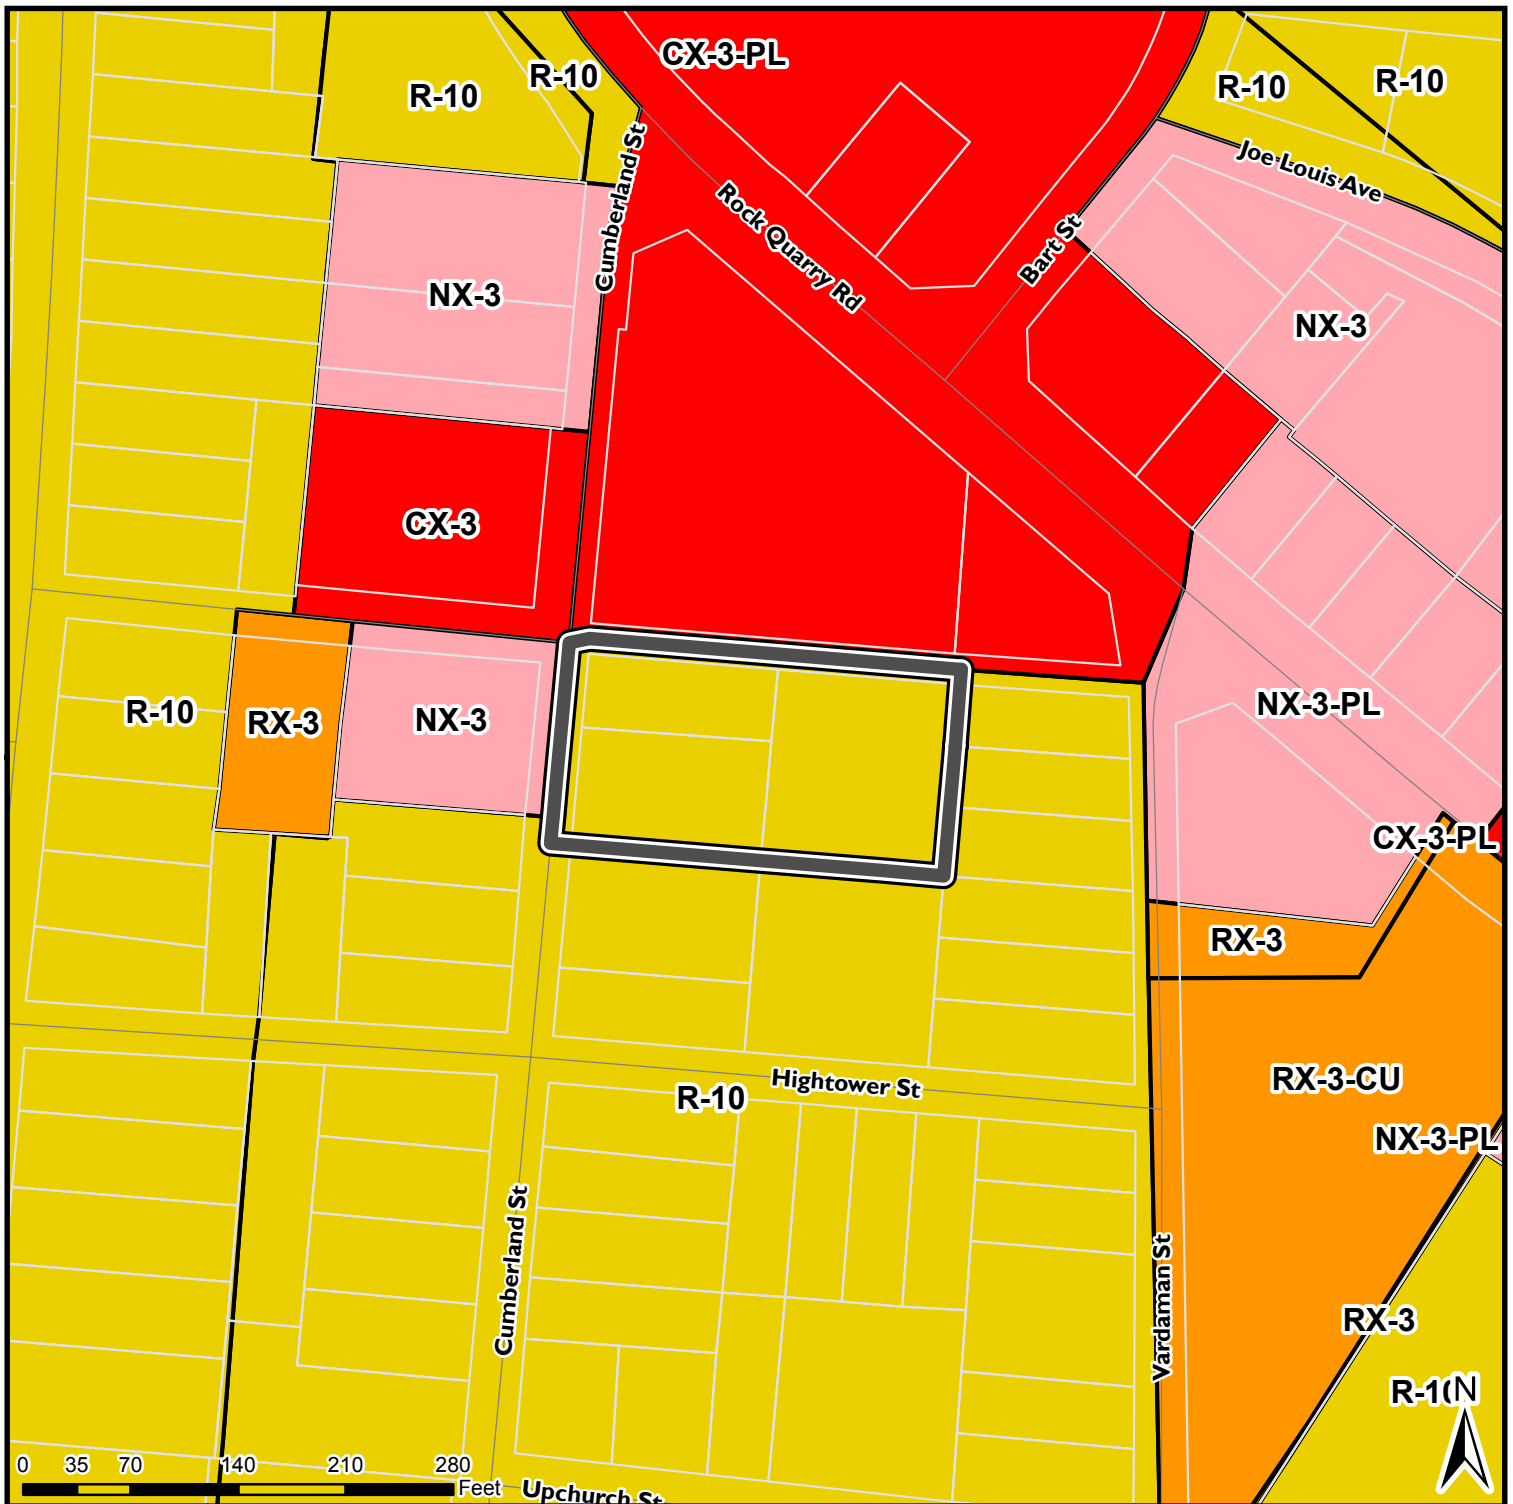 CX-3-PL
R-10
R-10
R-10
R-10
Cumberland St
Joe Louis Ave
Rock Quarry Rd
Bart St
NX-3
NX-3
CX-3
R-10
RX-3
NX-3
NX-3-PL
CX-3-PL
RX-3
Hightower St
R-10
RX-3-CU
NX-3-PL
Cumberland St
Vardaman St
RX-3
R-10
N
0 35 70 140 210 280
Feet
Upchurch St